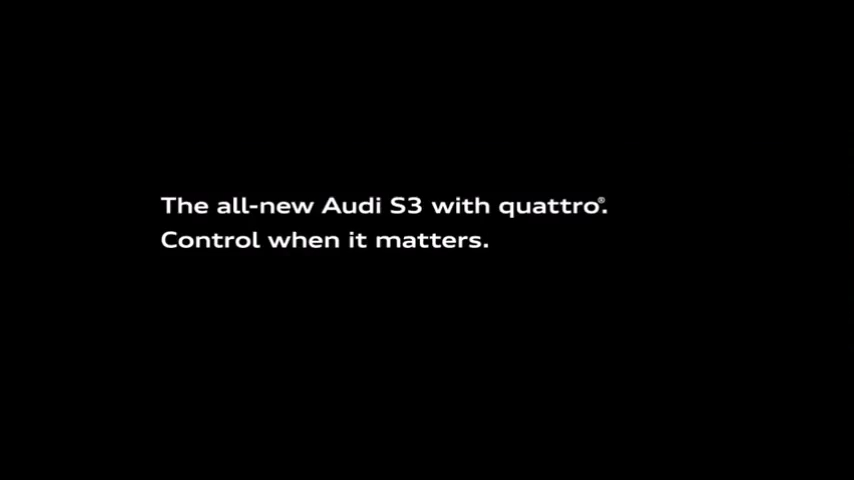 The all-new Audi S3 with quattro®.
Control when it matters.